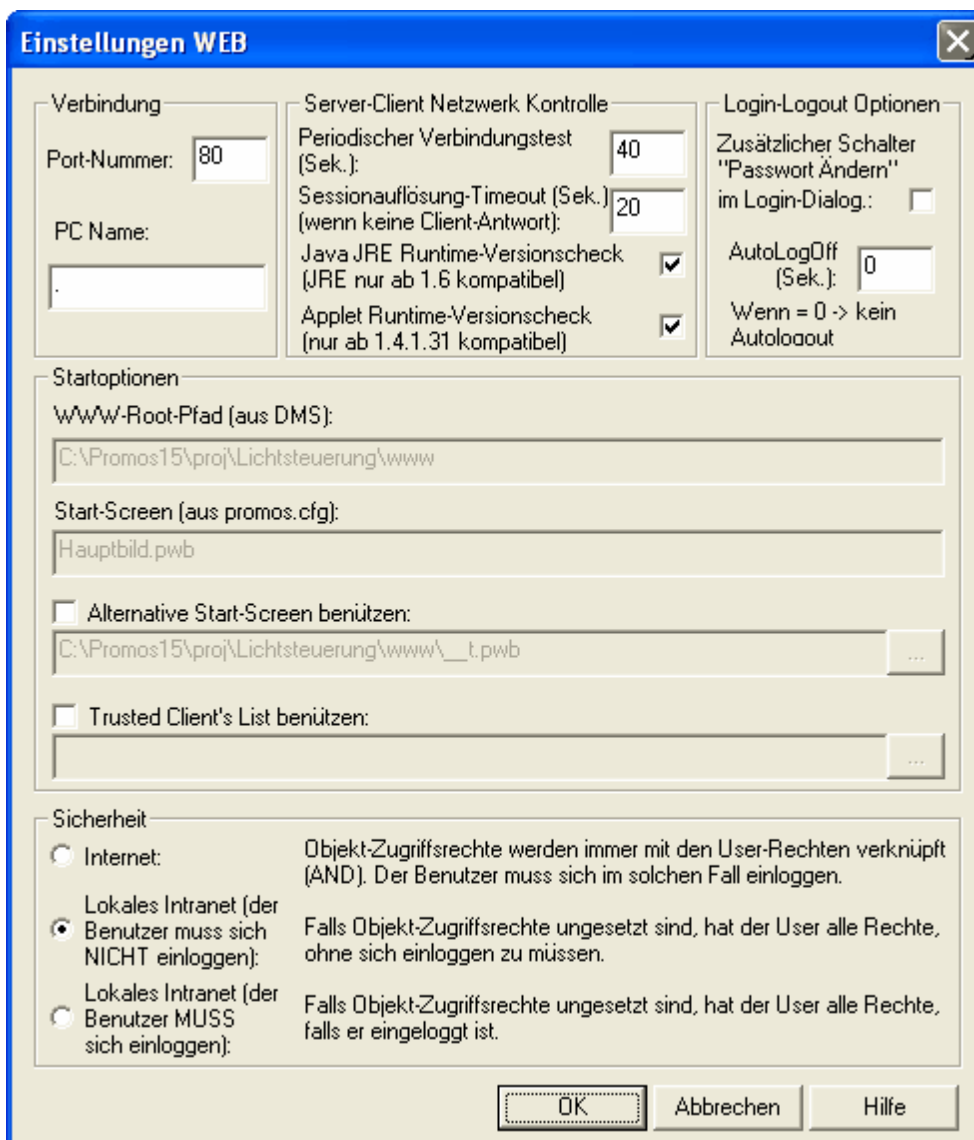 Einstellungen WEB
Verbindung
Port-Nummer: 80
PC Name:
.
Server-Client Netzwerk Kontrolle
Periodischer Verbindungstest
(Sek.): 40
Sessionauflösung-Timeout (Sek.)
(wenn keine Client-Antwort): 20
Java JRE Runtime-Versionscheck
(JRE nur ab 1.6 kompatibel)
Applet Runtime-Versionscheck
(nur ab 1.4.1.31 kompatibel)
Login-Logout Optionen
Zusätzlicher Schalter
"Passwort Ändern"
im Login-Dialog.:
AutoLogOff
(Sek.): 0
Wenn = 0 -> kein
Autologout
Startoptionen
WWW-Root-Pfad (aus DMS):
C:\Promos15\proj\Lichtsteuerung\www
Start-Screen (aus promos.cfg):
Hauptbild.pwb
Alternative Start-Screen benützen:
C:\Promos15\proj\Lichtsteuerung\www\__t.pwb
...
Trusted Client's List benützen:
...
Sicherheit
Internet:
Objekt-Zugriffsrechte werden immer mit den User-Rechten verknüpft
(AND). Der Benutzer muss sich im solchen Fall einloggen.
Lokales Intranet (der
Benutzer muss sich
NICHT einloggen):
Falls Objekt-Zugriffsrechte ungesetzt sind, hat der User alle Rechte,
ohne sich einloggen zu müssen.
Lokales Intranet (der
Benutzer MUSS
sich einloggen):
Falls Objekt-Zugriffsrechte ungesetzt sind, hat der User alle Rechte,
falls er eingeloggt ist.
OK
Abbrechen
Hilfe